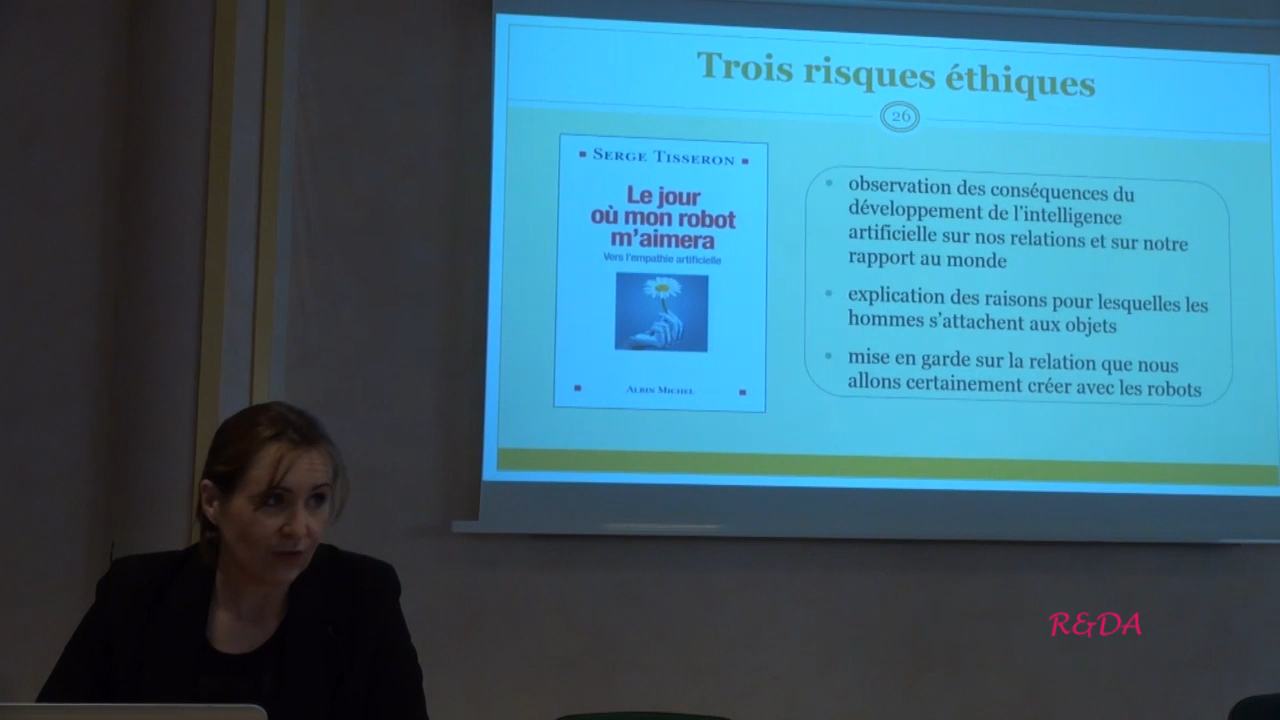 Trois risques éthiques
26
SERGE TISSERON
Le jour
où mon robot
m'aimera
Vers l'empathie artificielle
ALBIN MICHEL
observation des conséquences du
développement de l'intelligence
artificielle sur nos relations et sur notre
rapport au monde
explication des raisons pour lesquelles les
hommes s'attachent aux objets
mise en garde sur la relation que nous
allons certainement créer avec les robots
R&DA